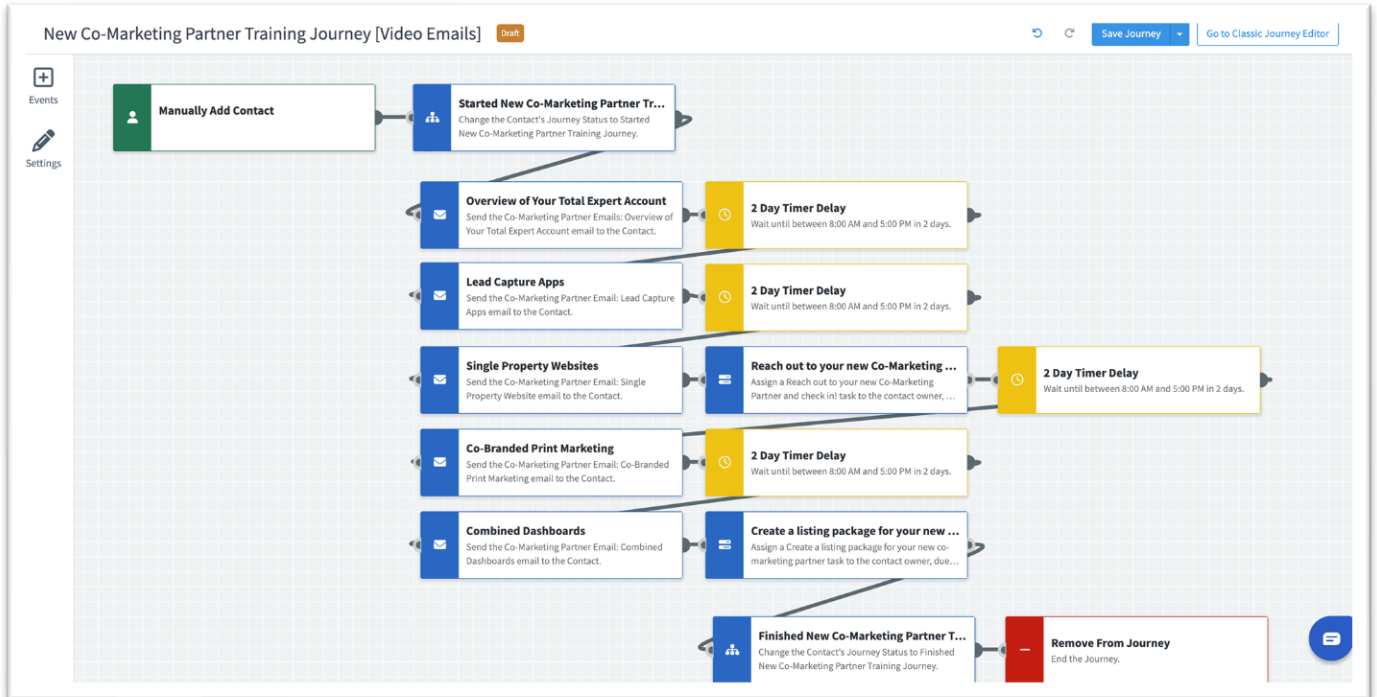 New Co-Marketing Partner Training Journey [Video Emails]
Draft
Save Journey
Go to Classic Journey Editor
Events
Settings
Manually Add Contact
Started New Co-Marketing Partner Tr...
Change the Contact's Journey Status to Started
New Co-Marketing Partner Training Journey.
Overview of Your Total Expert Account
Send the Co-Marketing Partner Emails: Overview of
Your Total Expert Account email to the Contact.
2 Day Timer Delay
Wait until between 8:00 AM and 5:00 PM in 2 days.
Lead Capture Apps
Send the Co-Marketing Partner Email: Lead Capture
Apps email to the Contact.
2 Day Timer Delay
Wait until between 8:00 AM and 5:00 PM in 2 days.
Single Property Websites
Send the Co-Marketing Partner Email: Single
Property Website email to the Contact.
Reach out to your new Co-Marketing ...
Assign a Reach out to your new Co-Marketing
Partner and check in! task to the contact owner, ...
2 Day Timer Delay
Wait until between 8:00 AM and 5:00 PM in 2 days.
Co-Branded Print Marketing
Send the Co-Marketing Partner Email: Co-Branded
Print Marketing email to the Contact.
2 Day Timer Delay
Wait until between 8:00 AM and 5:00 PM in 2 days.
Combined Dashboards
Send the Co-Marketing Partner Email: Combined
Dashboards email to the Contact.
Create a listing package for your new ...
Assign a Create a listing package for your new co-
marketing partner task to the contact owner, due...
Finished New Co-Marketing Partner T...
Change the Contact's Journey Status to Finished
New Co-Marketing Partner Training Journey.
Remove From Journey
End the Journey.